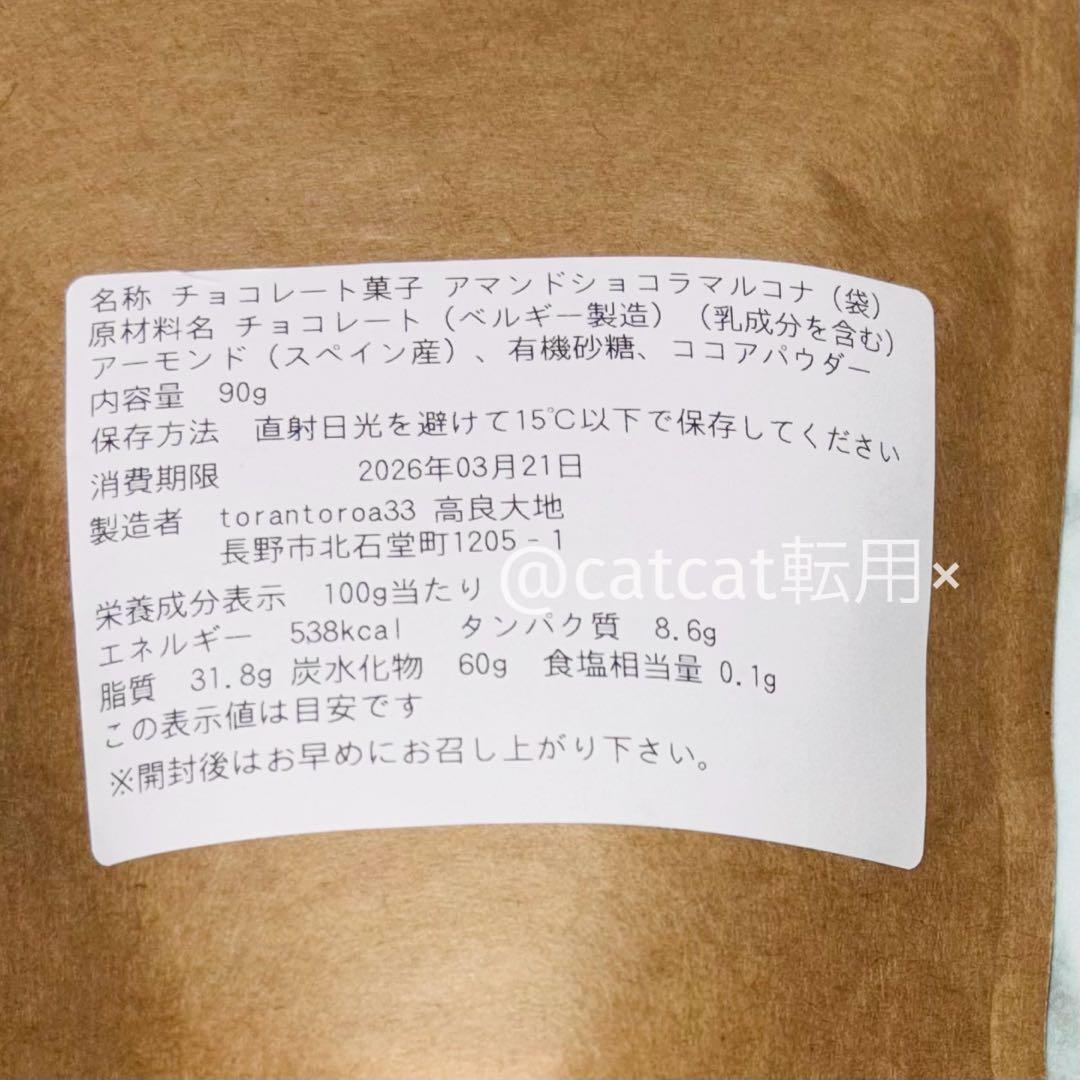 名称 チョコレート菓子 アマンドショコラマルコナ (袋)
原材料名 チョコレート (ベルギー製造) (乳成分を含む)
アーモンド (スペイン産)、有機砂糖、ココアパウダー
内容量 90g
保存方法 直射日光を避けて15℃以下で保存してください
消費期限 2026年03月21日
製造者 torantoroa33 高良大地
長野市北石堂町1205-1
@catcat転用×
栄養成分表示 100g当たり
エネルギー 538kcal タンパク質 8.6g
脂質 31.8g 炭水化物 60g 食塩相当量 0.1g
この表示値は目安です
※開封後はお早めにお召し上がり下さい。